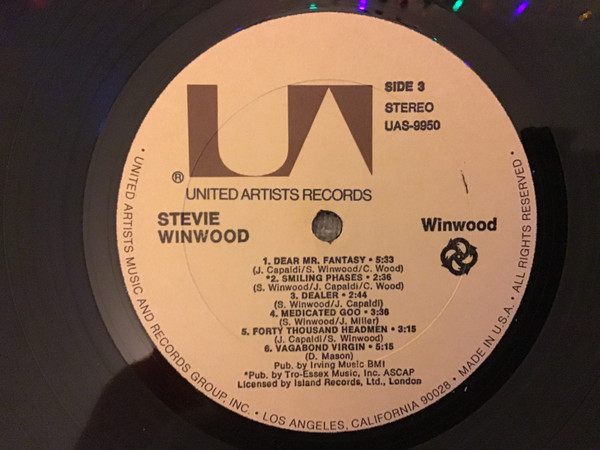 UA
SIDE 3
STEREO
UAS-9950
®
UNITED ARTISTS RECORDS
STEVIE
WINWOOD
Winwood
1. DEAR MR. FANTASY • 5:33
(J. Capaldi/S. Winwood/C. Wood)
*2. SMILING PHASES • 2:36
(S. Winwood/J. Capaldi/C. Wood)
3. DEALER • 2:44
(S. Winwood/J. Capaldi)
4. MEDICATED GOO • 3:36
(S. Winwood/J. Miller)
5. FORTY THOUSAND HEADMEN • 3:15
(J. Capaldi/S. Winwood)
6. VAGABOND VIRGIN • 5:15
(D. Mason)
Pub. by Irving Music BMI
*Pub. by Tro-Essex Music, Inc. ASCAP
Licensed by Island Records, Ltd., London
• UNITED ARTISTS MUSIC AND RECORDS GROUP, INC. • LOS ANGELES, CALIFORNIA 90028 • MADE IN U.S.A. • ALL RIGHTS RESERVED •